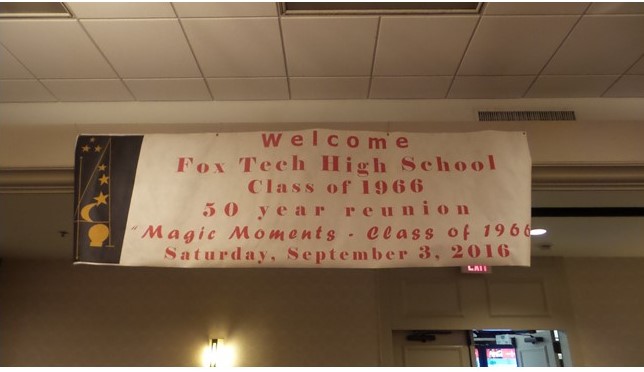 Welcome
Fox Tech High School
Class of 1966
50 year reunion
"Magic Moments - Class of 1966
Saturday, September 3, 2016
EXIT